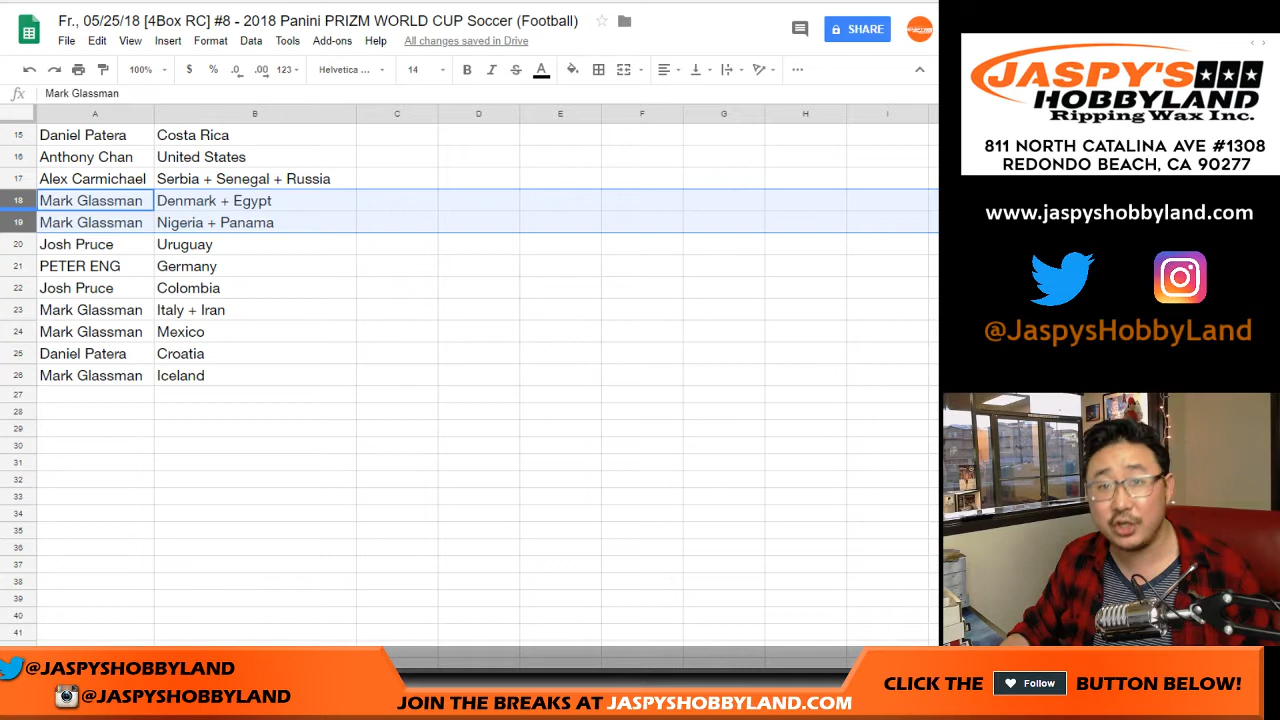 Fr., 05/25/18 [4Box RC] #8 - 2018 Panini PRIZM WORLD CUP Soccer (Football)
File Edit View Insert Format Data Tools Add-ons Help All changes saved in Drive
SHARE
100% $ % .0 .00 123 Helvetica ... 14 B I S A
fx Mark Glassman
A B C D E F G H I
15 Daniel Patera Costa Rica
16 Anthony Chan United States
17 Alex Carmichael Serbia + Senegal + Russia
18 Mark Glassman Denmark + Egypt
19 Mark Glassman Nigeria + Panama
20 Josh Pruce Uruguay
21 PETER ENG Germany
22 Josh Pruce Colombia
23 Mark Glassman Italy + Iran
24 Mark Glassman Mexico
25 Daniel Patera Croatia
26 Mark Glassman Iceland
27
28
29
30
31
32
33
34
35
36
37
38
39
40
41
JASPY'S
HOBBYLAND
Ripping Wax Inc.
811 NORTH CATALINA AVE #1308
REDONDO BEACH, CA 90277
www.jaspyshobbyland.com
@JaspysHobbyLand
@JASPYSHOBBYLAND
@JASPYSHOBBYLAND
JOIN THE BREAKS AT JASPYSHOBBYLAND.COM
CLICK THE Follow BUTTON BELOW!